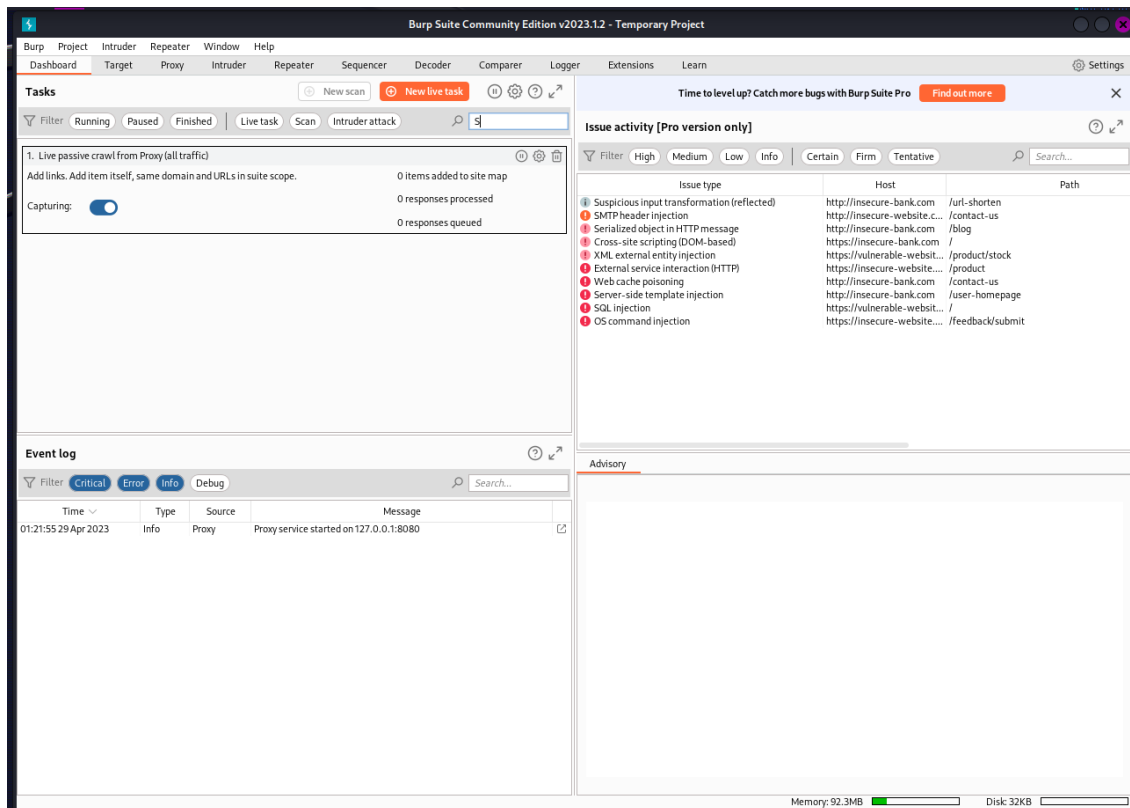 Burp Suite Community Edition v2023.1.2 - Temporary Project
Burp Project Intruder Repeater Window Help
Dashboard Target Proxy Intruder Repeater Sequencer Decoder Comparer Logger Extensions Learn Settings
Tasks New scan New live task
Filter Running Paused Finished Live task Scan Intruder attack S
1. Live passive crawl from Proxy (all traffic)
Add links. Add item itself, same domain and URLs in suite scope. 0 items added to site map
0 responses processed
Capturing:
0 responses queued
Event log
Filter Critical Error Info Debug Search...
Time Type Source Message
01:21:55 29 Apr 2023 Info Proxy Proxy service started on 127.0.0.1:8080
Time to level up? Catch more bugs with Burp Suite Pro Find out more
Issue activity [Pro version only]
Filter High Medium Low Info Certain Firm Tentative Search...
Issue type Host Path
Suspicious input transformation (reflected) http://insecure-bank.com /url-shorten
SMTP header injection http://insecure-website.c... /contact-us
Serialized object in HTTP message http://insecure-bank.com /blog
Cross-site scripting (DOM-based) https://insecure-bank.com /
XML external entity injection https://vulnerable-websit... /product/stock
External service interaction (HTTP) https://insecure-website.... /product
Web cache poisoning http://insecure-bank.com /contact-us
Server-side template injection http://insecure-bank.com /user-homepage
SQL injection https://vulnerable-websit... /
OS command injection https://insecure-website.... /feedback/submit
Advisory
Memory: 92.3MB Disk: 32KB